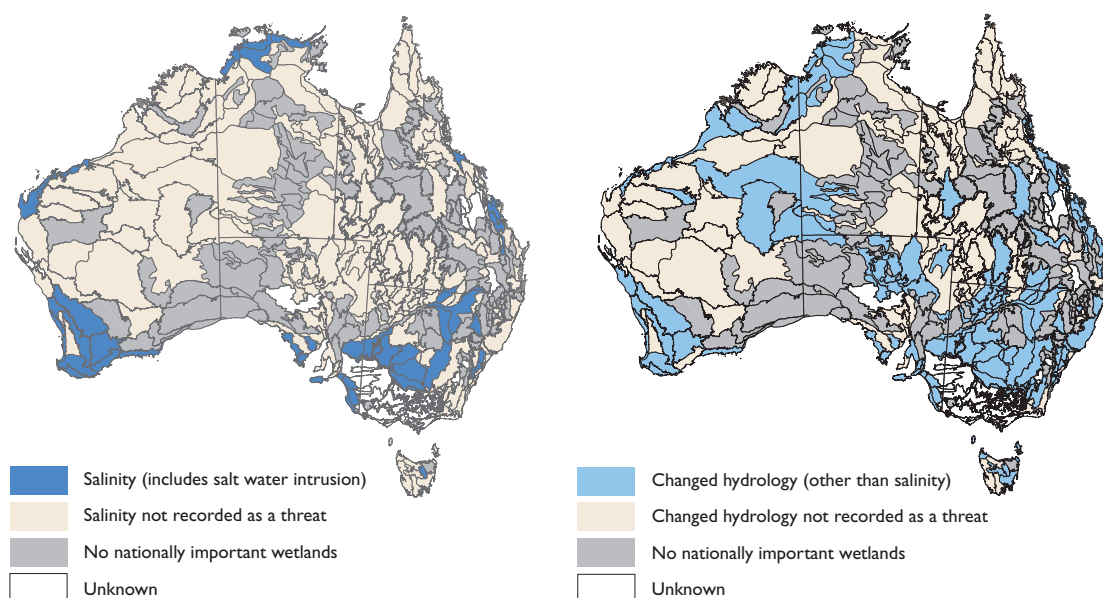 Salinity (includes salt water intrusion)
Salinity not recorded as a threat
No nationally important wetlands
Unknown
Changed hydrology (other than salinity)
Changed hydrology not recorded as a threat
No nationally important wetlands
Unknown